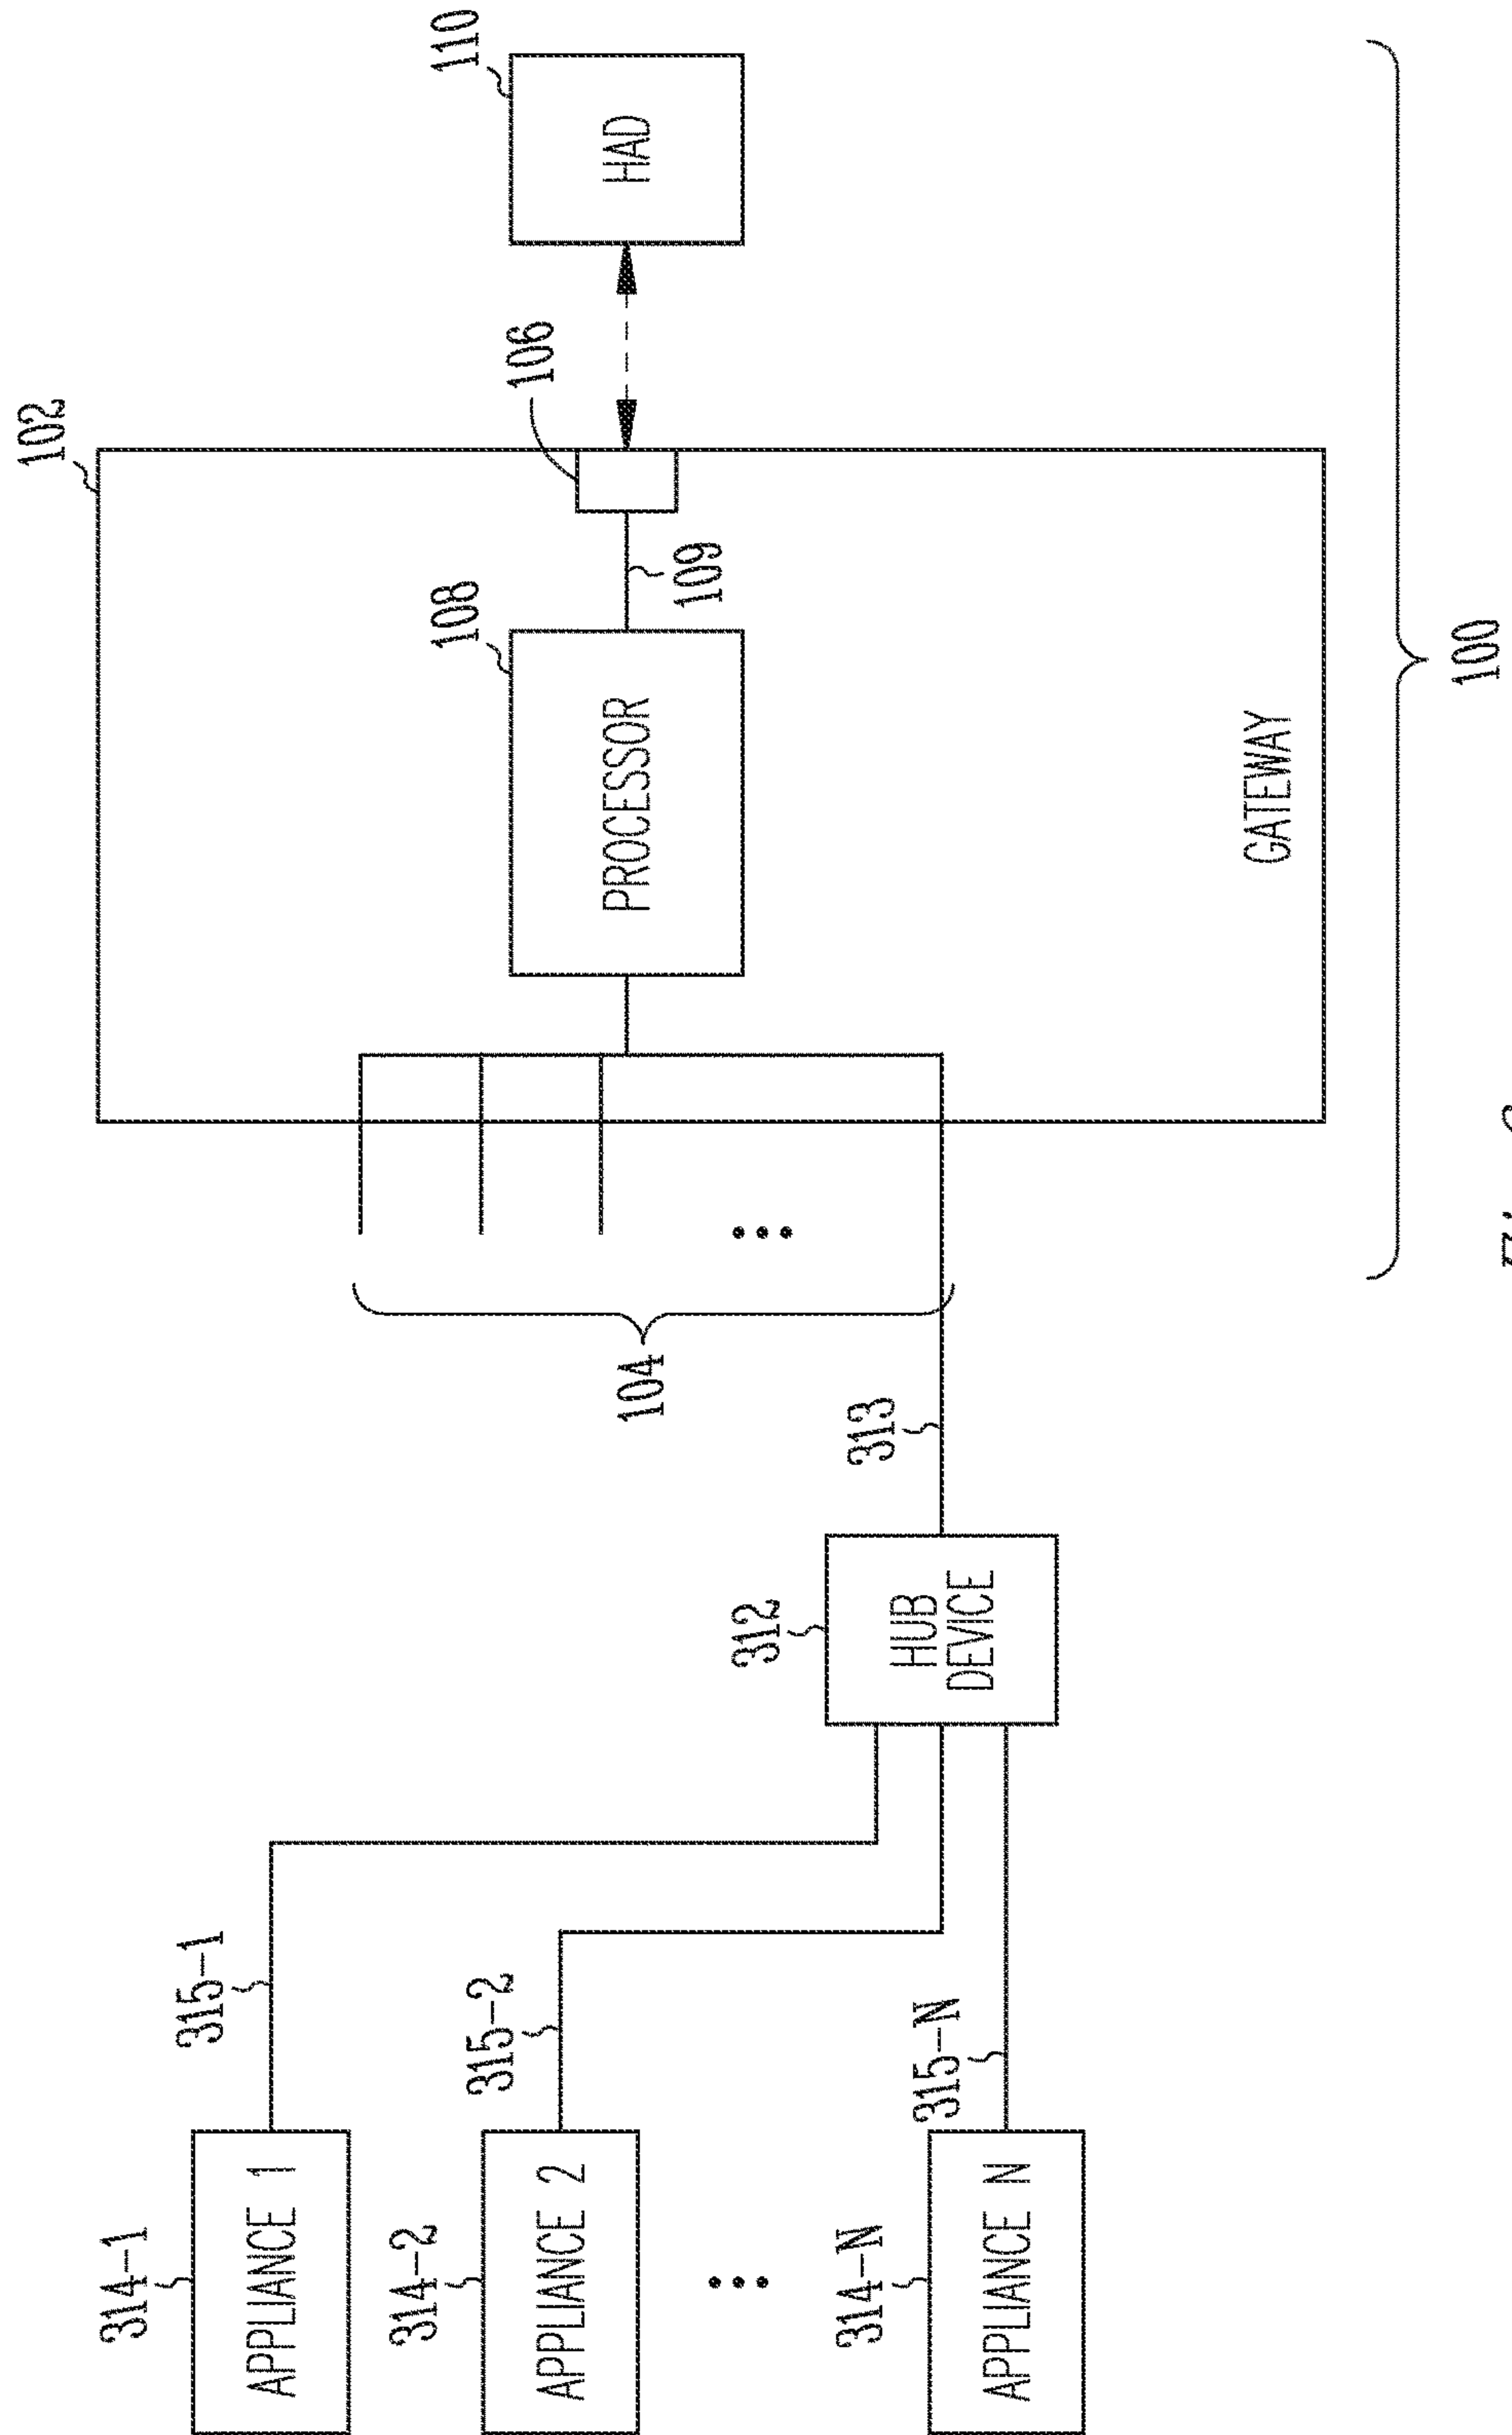 314-1
APPLIANCE 1
315-1
314-2
APPLIANCE 2
315-2
314-N
APPLIANCE N
315-N
312
HUB
DEVICE
313
104
102
108
PROCESSOR
109
106
GATEWAY
110
HAD
100